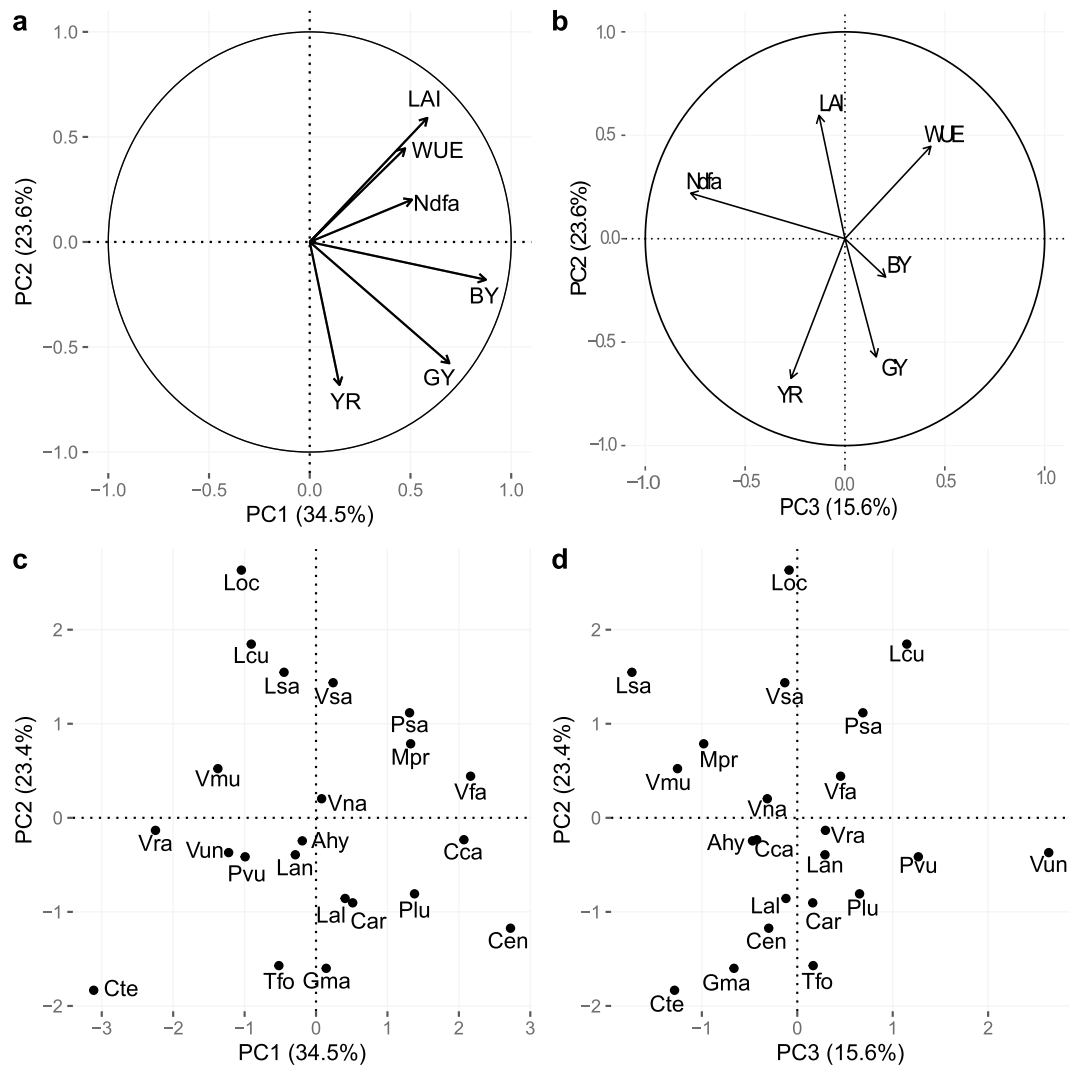 a
1.0
0.5
0.0
−0.5
−1.0
PC2 (23.6%)
LAI
WUE
Ndfa
BY
GY
YR
−1.0
−0.5
0.0
0.5
1.0
PC1 (34.5%)
b
1.0
0.5
0.0
−0.5
−1.0
PC2 (23.6%)
LAI
WUE
Ndfa
BY
GY
YR
−1.0
−0.5
0.0
0.5
1.0
PC3 (15.6%)
c
2
1
0
−1
−2
PC2 (23.4%)
Loc
Lcu
Lsa
Vsa
Psa
Mpr
Vmu
Vfa
Vna
Vra
Ahy
Vun
Cca
Pvu
Lan
Lal
Car
Plu
Cen
Tfo
Gma
Cte
−3
−2
−1
0
1
2
3
PC1 (34.5%)
d
2
1
0
−1
−2
PC2 (23.4%)
Loc
Lcu
Lsa
Vsa
Psa
Mpr
Vmu
Vfa
Vna
Vra
Ahy
Cca
Lan
Pvu
Vun
Lal
Car
Plu
Cen
Gma
Tfo
Cte
−1
0
1
2
PC3 (15.6%)